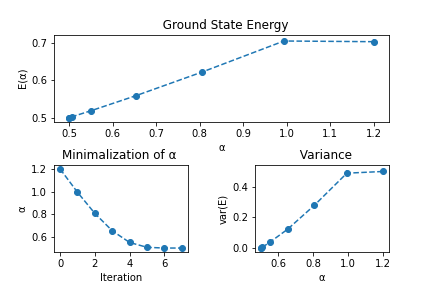 Ground State Energy
E(α)
0.7
0.6
0.5
0.5 0.6 0.7 0.8 0.9 1.0 1.1 1.2
α
Minimalization of α
α
1.2
1.0
0.8
0.6
0 2 4 6
Iteration
Variance
var(E)
0.4
0.2
0.0
0.6 0.8 1.0 1.2
α